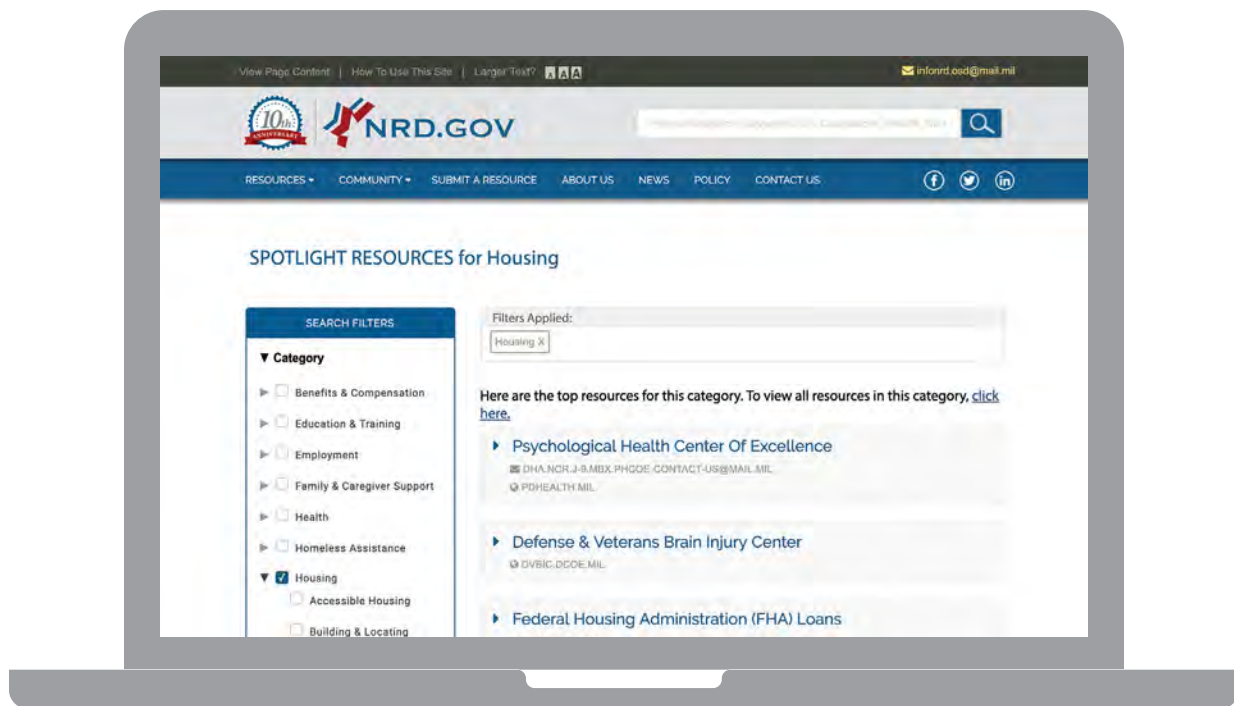 View Page Content | How To Use This Site | Larger Text? A A A
infonrd.osd@mail.mil
10th
ANNIVERSARY
NRD.GOV
RESOURCES COMMUNITY SUBMIT A RESOURCE ABOUT US NEWS POLICY CONTACT US
SPOTLIGHT RESOURCES for Housing
SEARCH FILTERS
Category
Benefits & Compensation
Education & Training
Employment
Family & Caregiver Support
Health
Homeless Assistance
Housing
Accessible Housing
Building & Locating
Filters Applied:
Housing X
Here are the top resources for this category. To view all resources in this category, click
here.
Psychological Health Center Of Excellence
DHA.NCR.J-9.MBX.PHCOE-CONTACT-US@MAIL.MIL
PDHEALTH.MIL
Defense & Veterans Brain Injury Center
DVBIC.DCOE.MIL
Federal Housing Administration (FHA) Loans